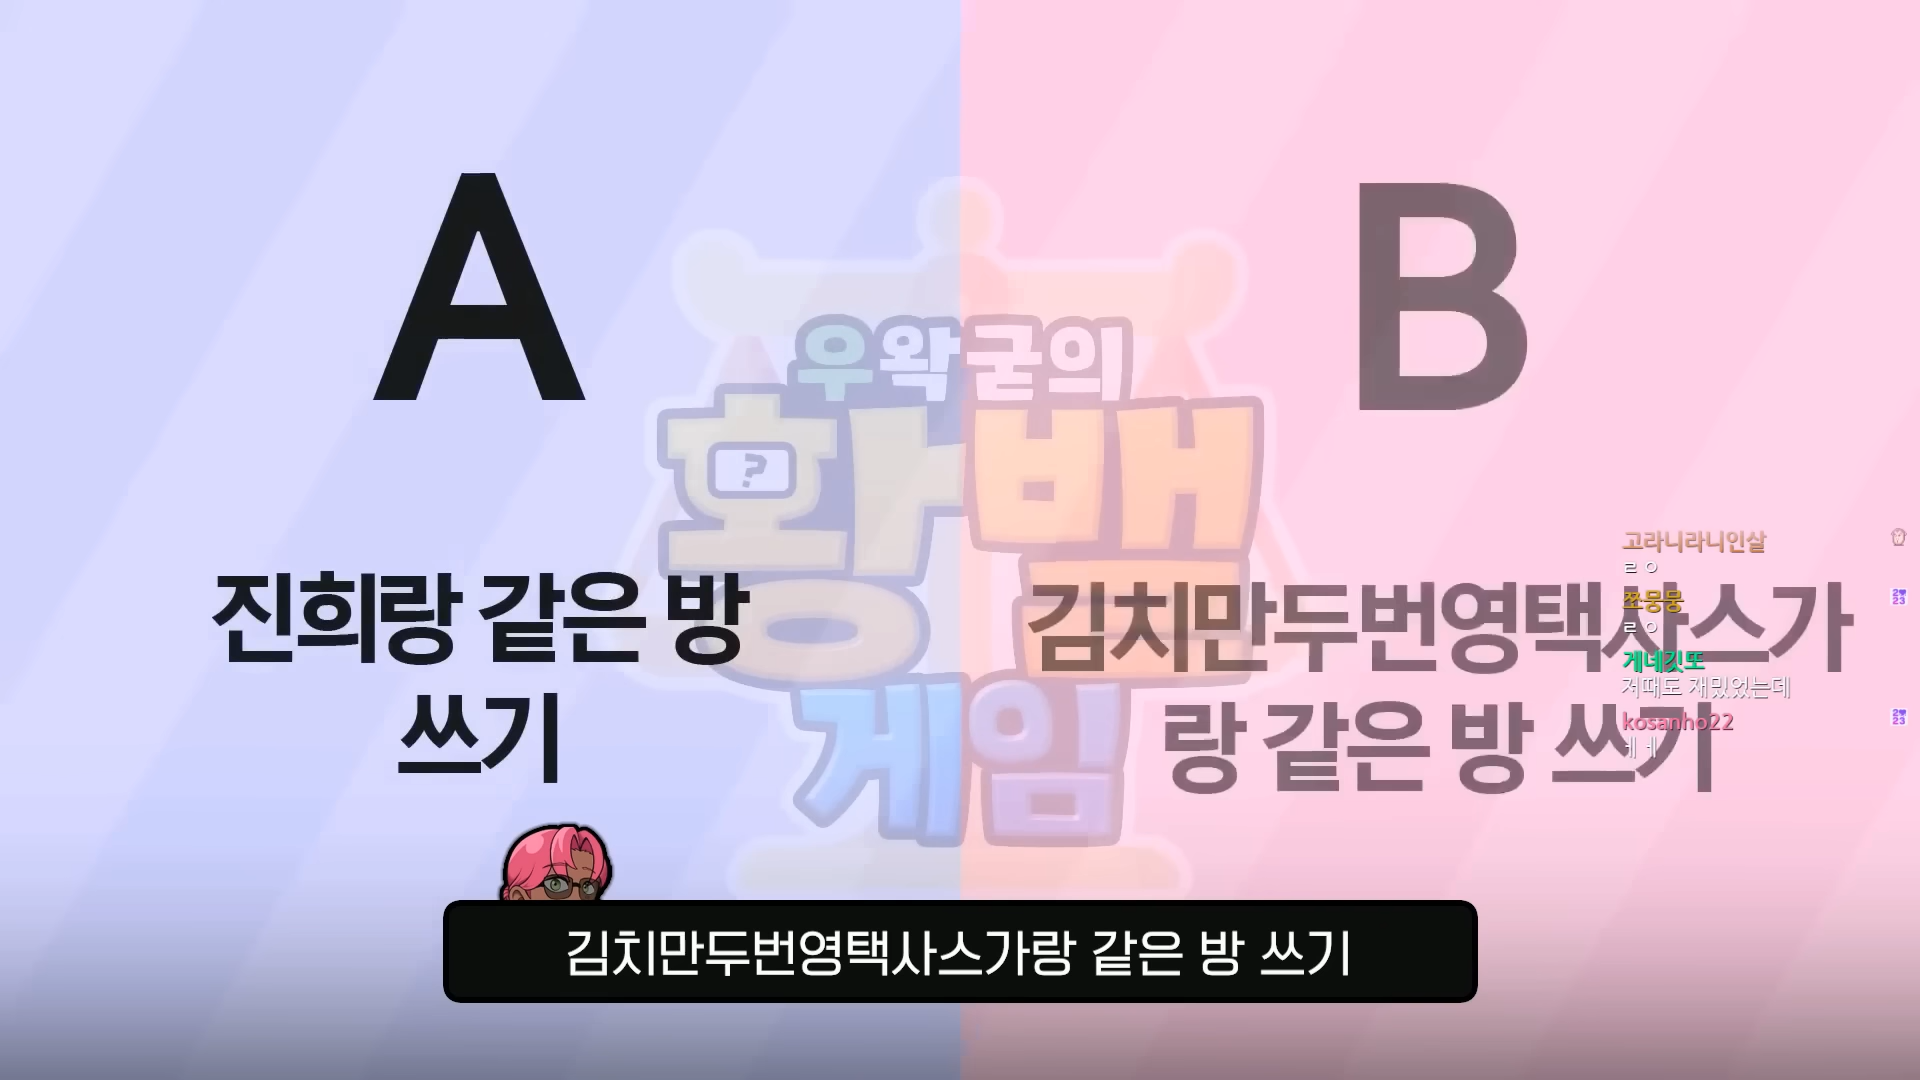 A
B
우왁굳의
황밸
?
게임
진희랑 같은 방
쓰기
김치만두번영택사스가
랑 같은 방 쓰기
고라니라니인살
ㄹㅇ
쪼뭉뭉
ㄹㅇ
게네깃또
저때도 재밌었는데
kosanho22
ㅔㅔ
김치만두번영택사스가랑 같은 방 쓰기